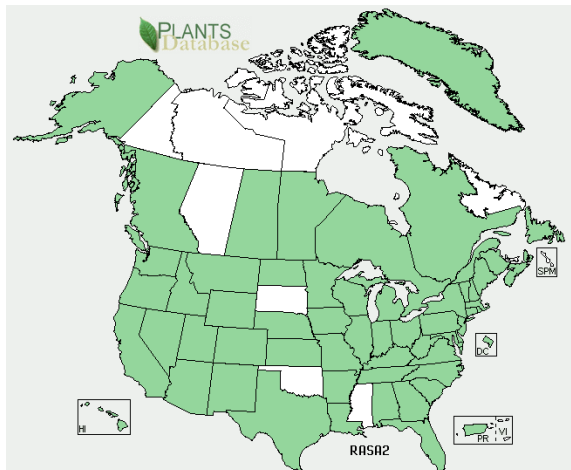 PLANTS
Database
SPM
DC
HI
PR
VI
RASA2